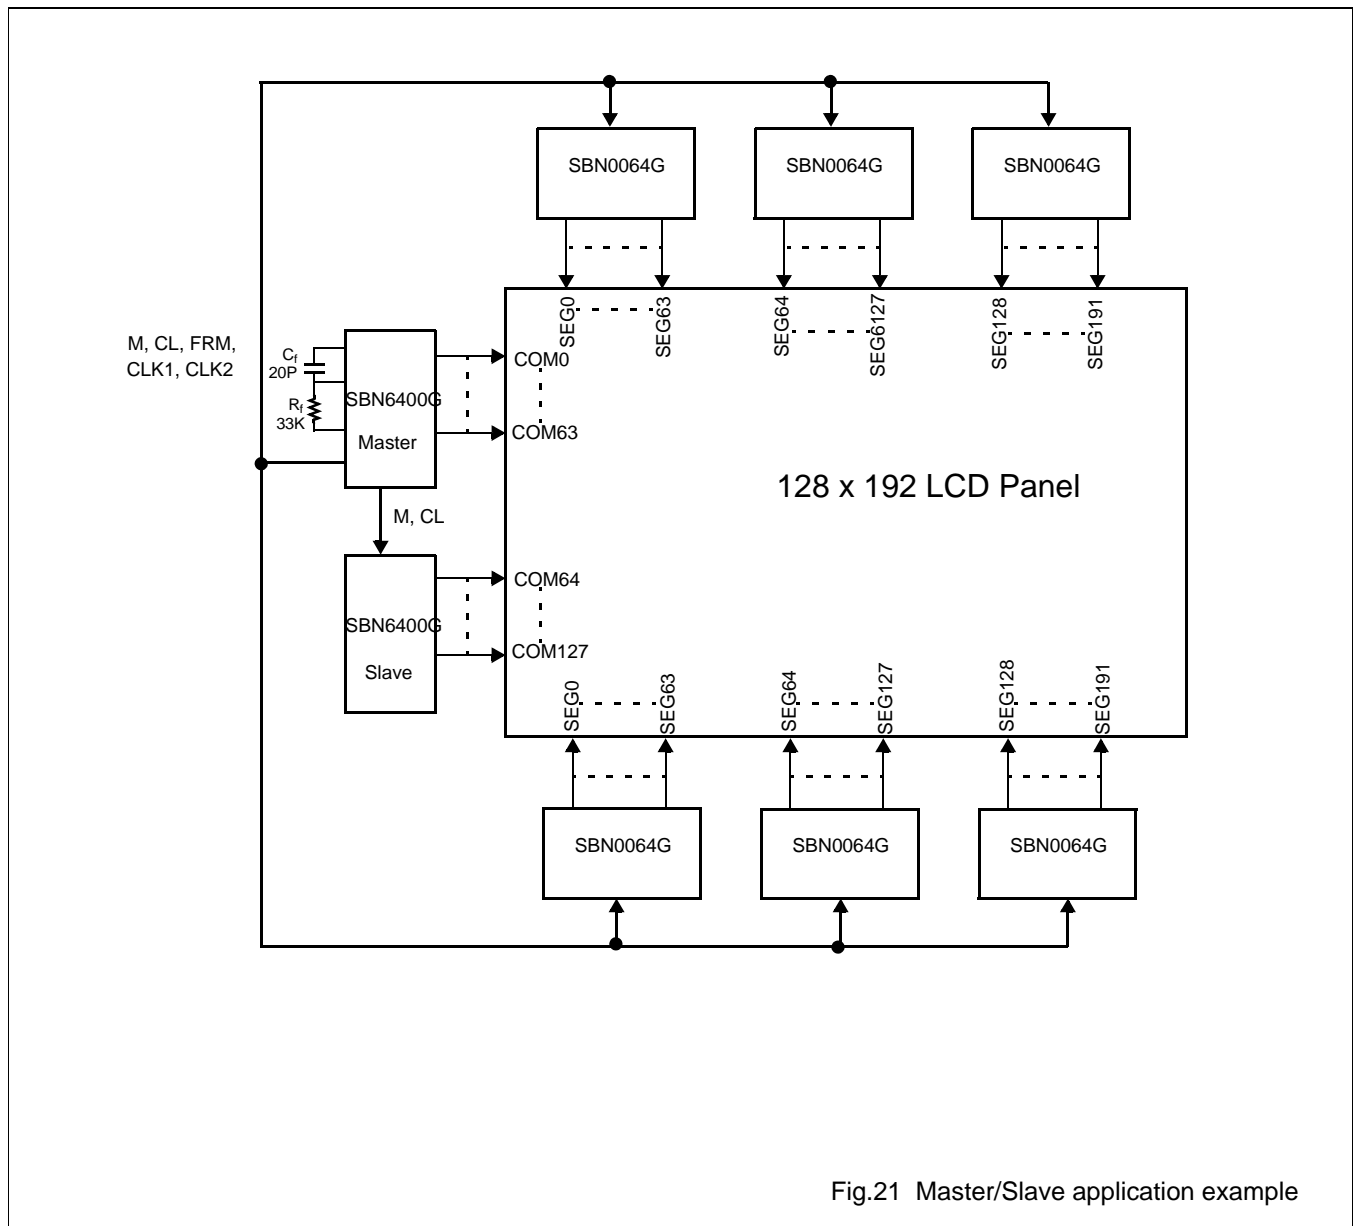 SBN0064G
SBN0064G
SBN0064G
SEG0
SEG63
SEG64
SEG6127
SEG128
SEG191
M, CL, FRM,
CLK1, CLK2
Cf
20P
Rf
33K
SBN6400G
Master
COM0
COM63
128 x 192 LCD Panel
M, CL
SBN6400G
Slave
COM64
COM127
SEG0
SEG63
SEG64
SEG127
SEG128
SEG191
SBN0064G
SBN0064G
SBN0064G
Fig.21 Master/Slave application example